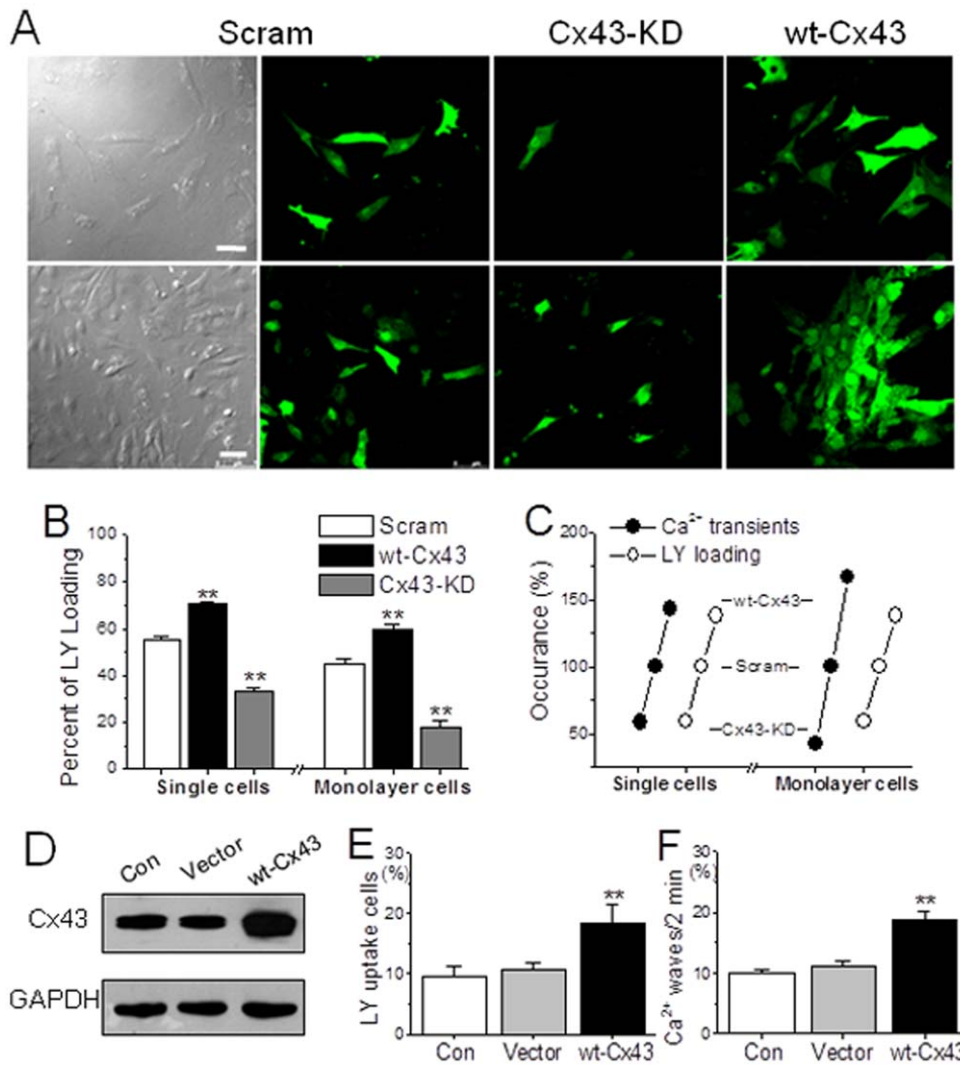 A
Scram Cx43-KD wt-Cx43
B
Percent of LY Loading
100
80
60
40
20
0
Scram
wt-Cx43
Cx43-KD
**
**
**
**
Single cells Monolayer cells
C
Occurance (%)
200
150
100
50
Ca²⁺ transients
LY loading
wt-Cx43
Scram
Cx43-KD
Single cells Monolayer cells
D
Con Vector wt-Cx43
Cx43
GAPDH
E
LY uptake cells
30
(%)
20
10
0
**
Con Vector wt-Cx43
F
Ca²⁺ waves/2 min
30
(%)
20
10
0
**
Con Vector wt-Cx43